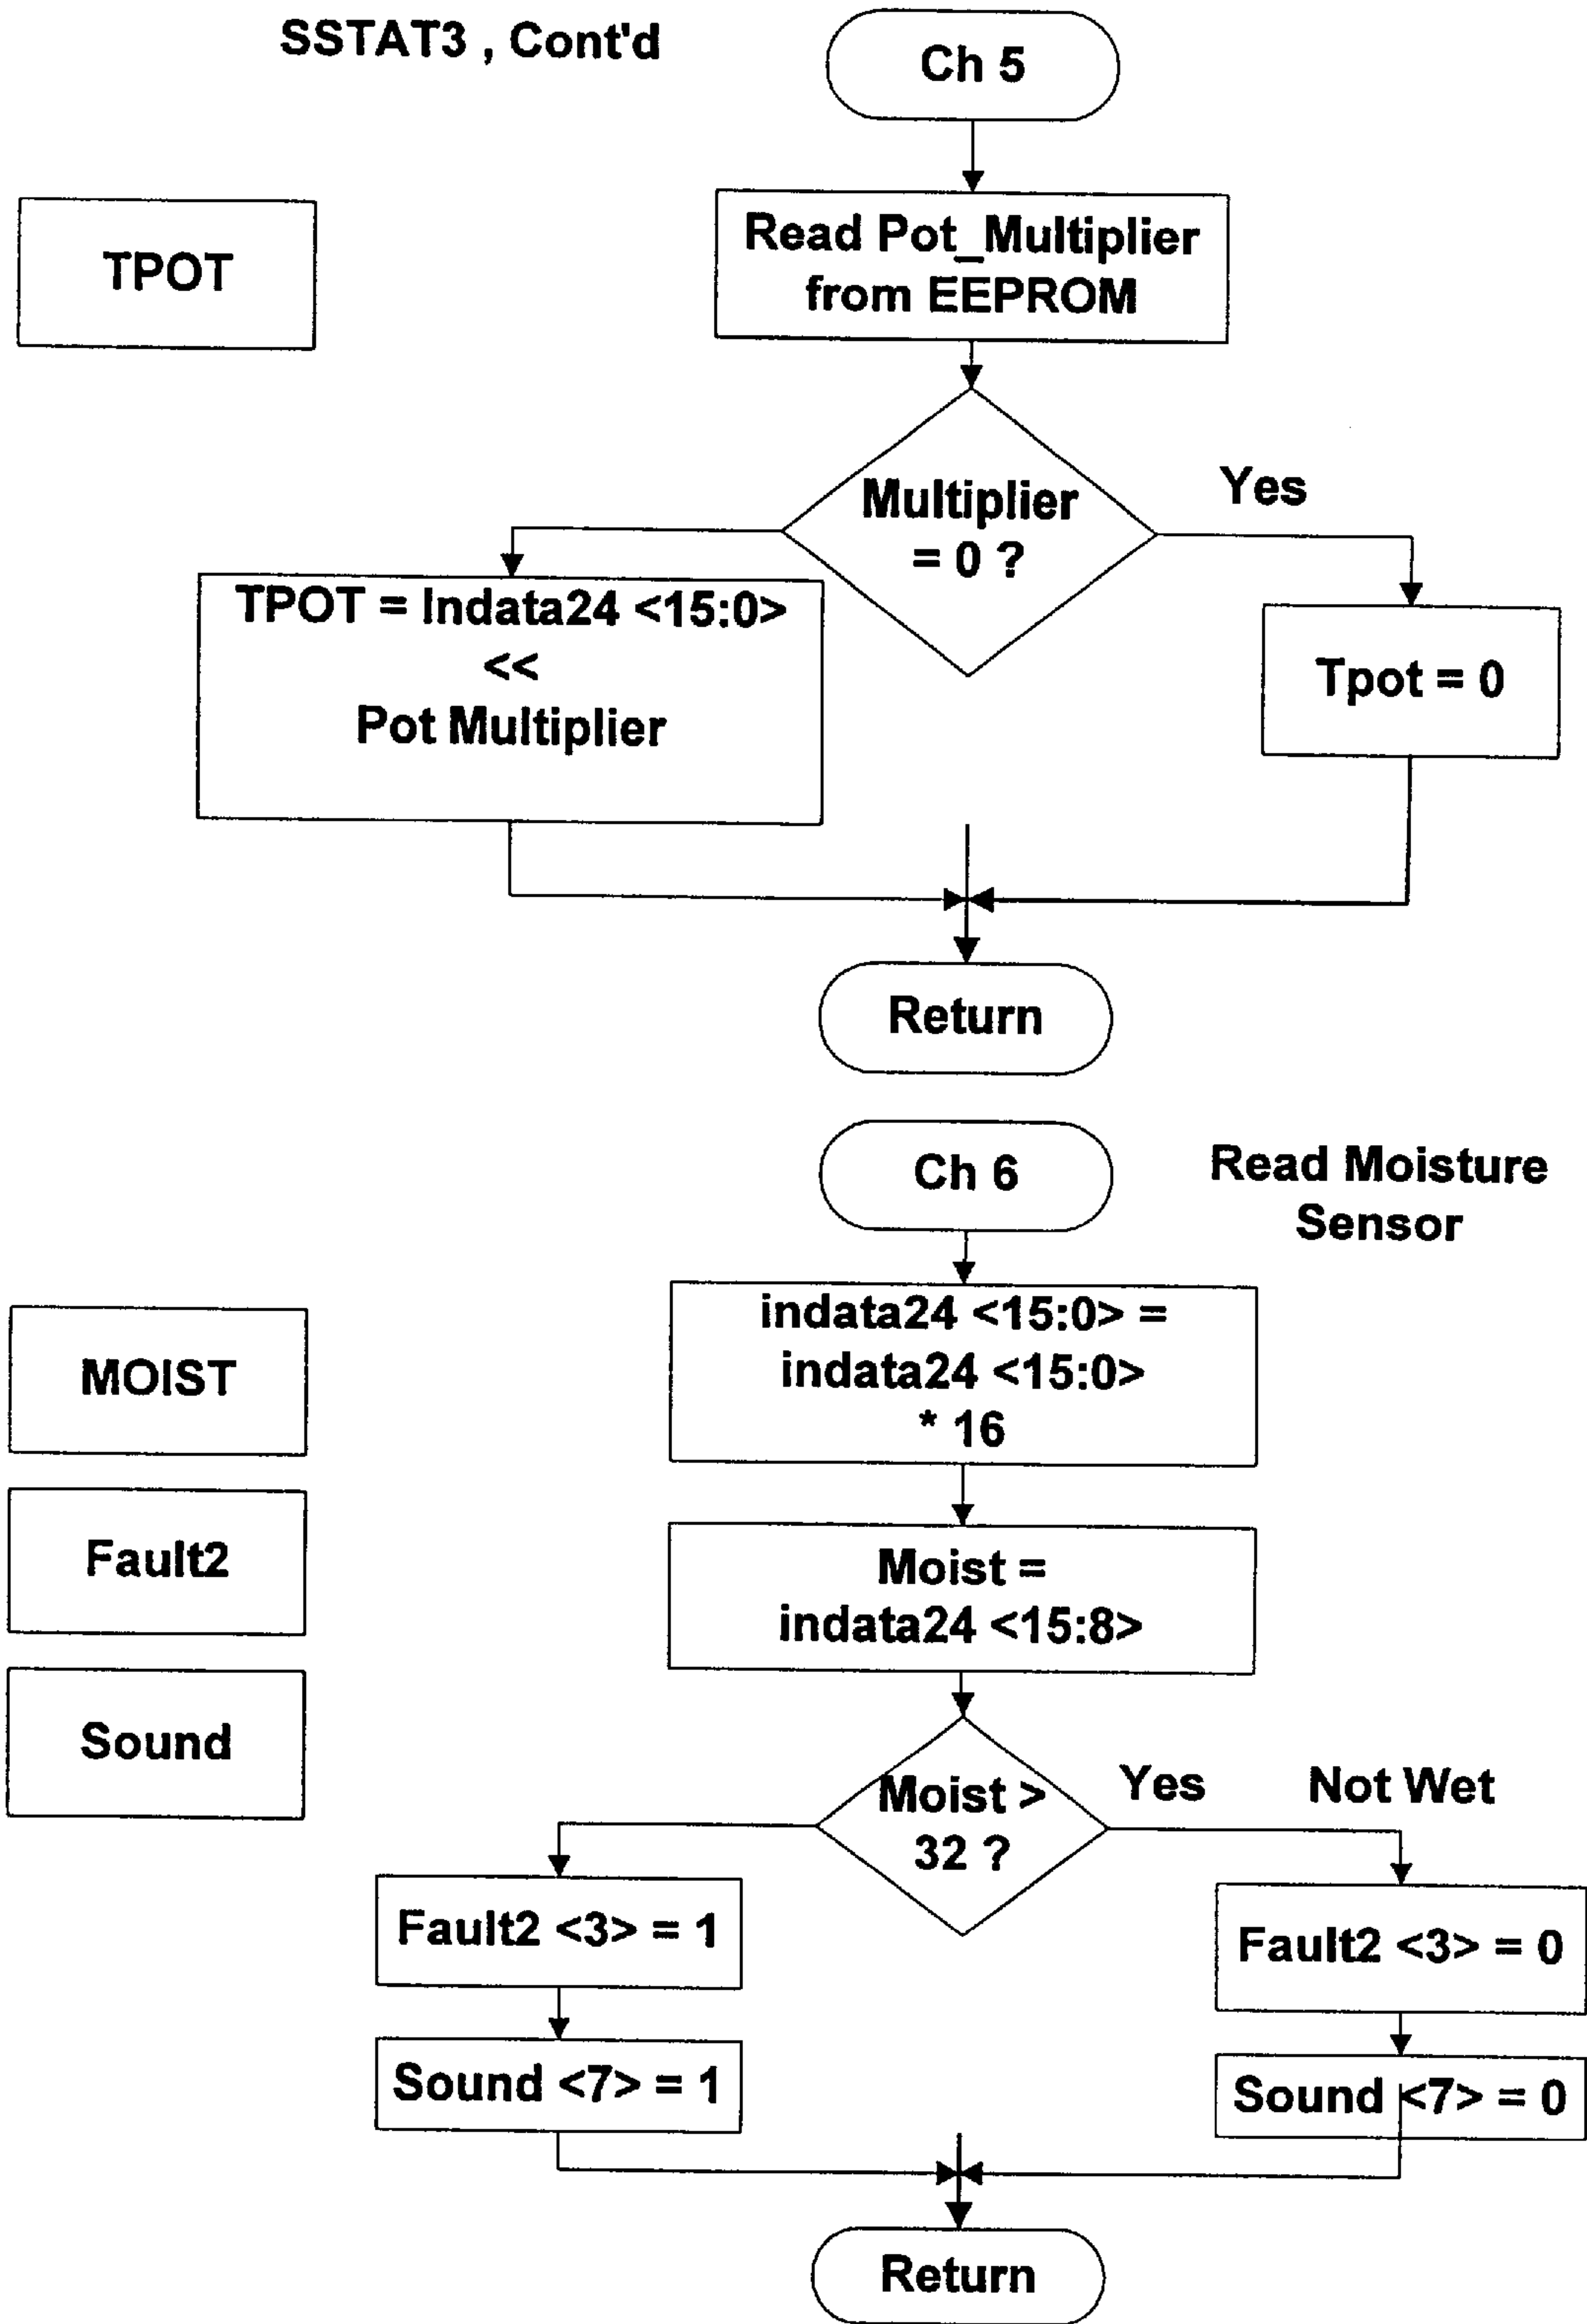 SSTAT3 , Cont'd
Ch 5
TPOT
Read Pot_Multiplier
from EEPROM
Multiplier
= 0 ?
Yes
TPOT = Indata24 <15:0>
<<
Pot Multiplier
Tpot = 0
Return
Ch 6
Read Moisture
Sensor
MOIST
indata24 <15:0> =
indata24 <15:0>
* 16
Fault2
Moist =
indata24 <15:8>
Sound
Moist >
32 ?
Yes
Not Wet
Fault2 <3> = 1
Fault2 <3> = 0
Sound <7> = 1
Sound <7> = 0
Return